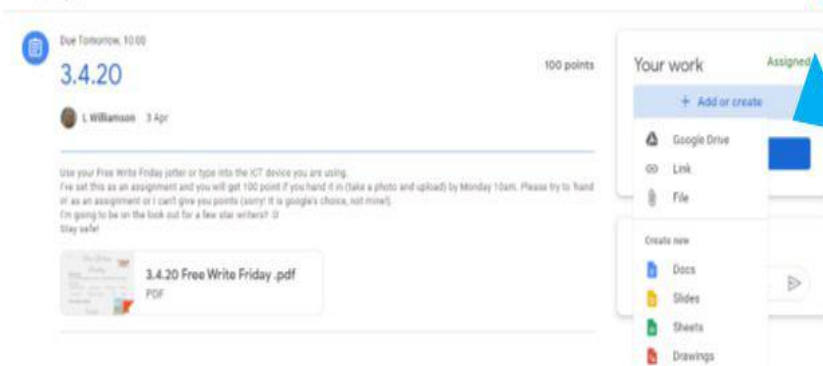 Due Tomorrow, 10:00
3.4.20
100 points
L Williamson 3 Apr
Use your Free Write Friday jotter or type into the ICT device you are using.
I've set this as an assignment and you will get 100 point if you hand it in (take a photo and upload) by Monday 10am. Please try to 'hand
in' as an assignment or I can't give you points (sorry! It is google's choice, not mine!).
I'm going to be on the look out for a few star writers!! :D
Stay safe!
3.4.20 Free Write Friday .pdf
PDF
Your work
Assigned
+ Add or create
Google Drive
Link
File
Create new
Docs
Slides
Sheets
Drawings